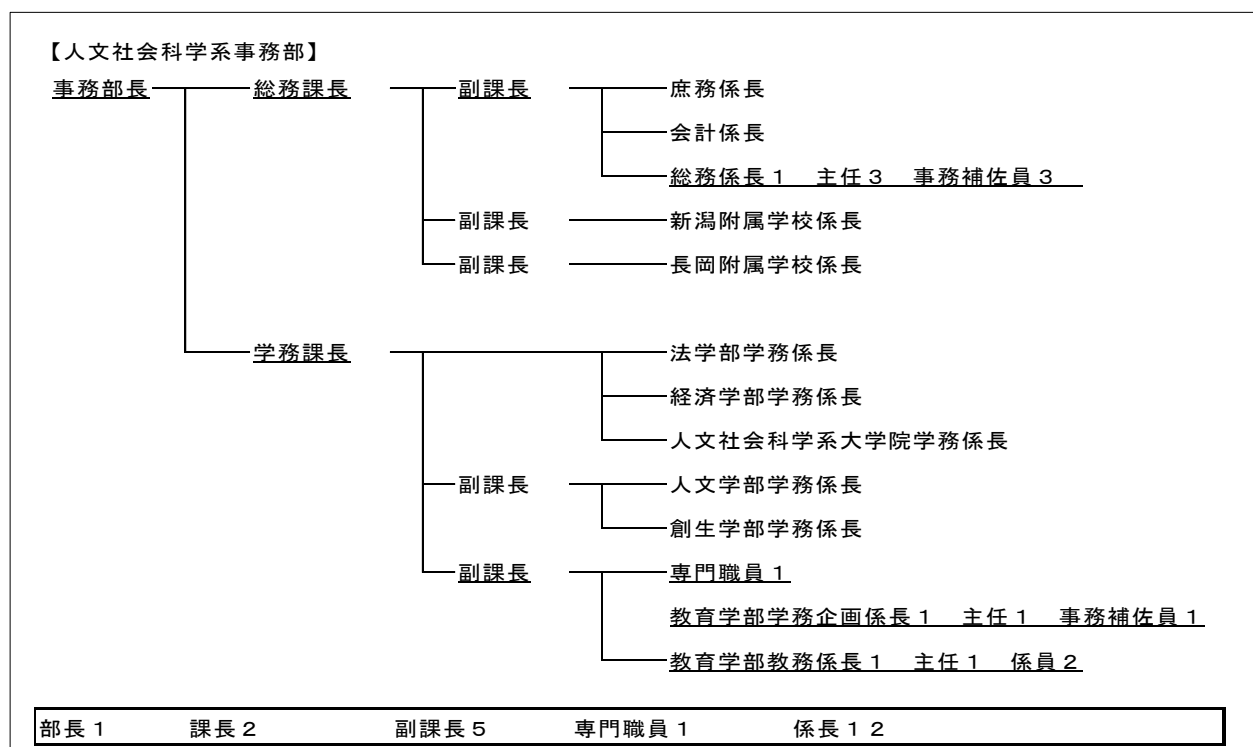 【人文社会科学系事務部】
事務部長 総務課長 副課長 庶務係長
会計係長
総務係長１ 主任３ 事務補佐員３
副課長 新潟附属学校係長
副課長 長岡附属学校係長
学務課長 法学部学務係長
経済学部学務係長
人文社会科学系大学院学務係長
副課長 人文学部学務係長
創生学部学務係長
副課長 専門職員１
教育学部学務企画係長１ 主任１ 事務補佐員１
教育学部教務係長１ 主任１ 係員２
部長１ 課長２ 副課長５ 専門職員１ 係長１２